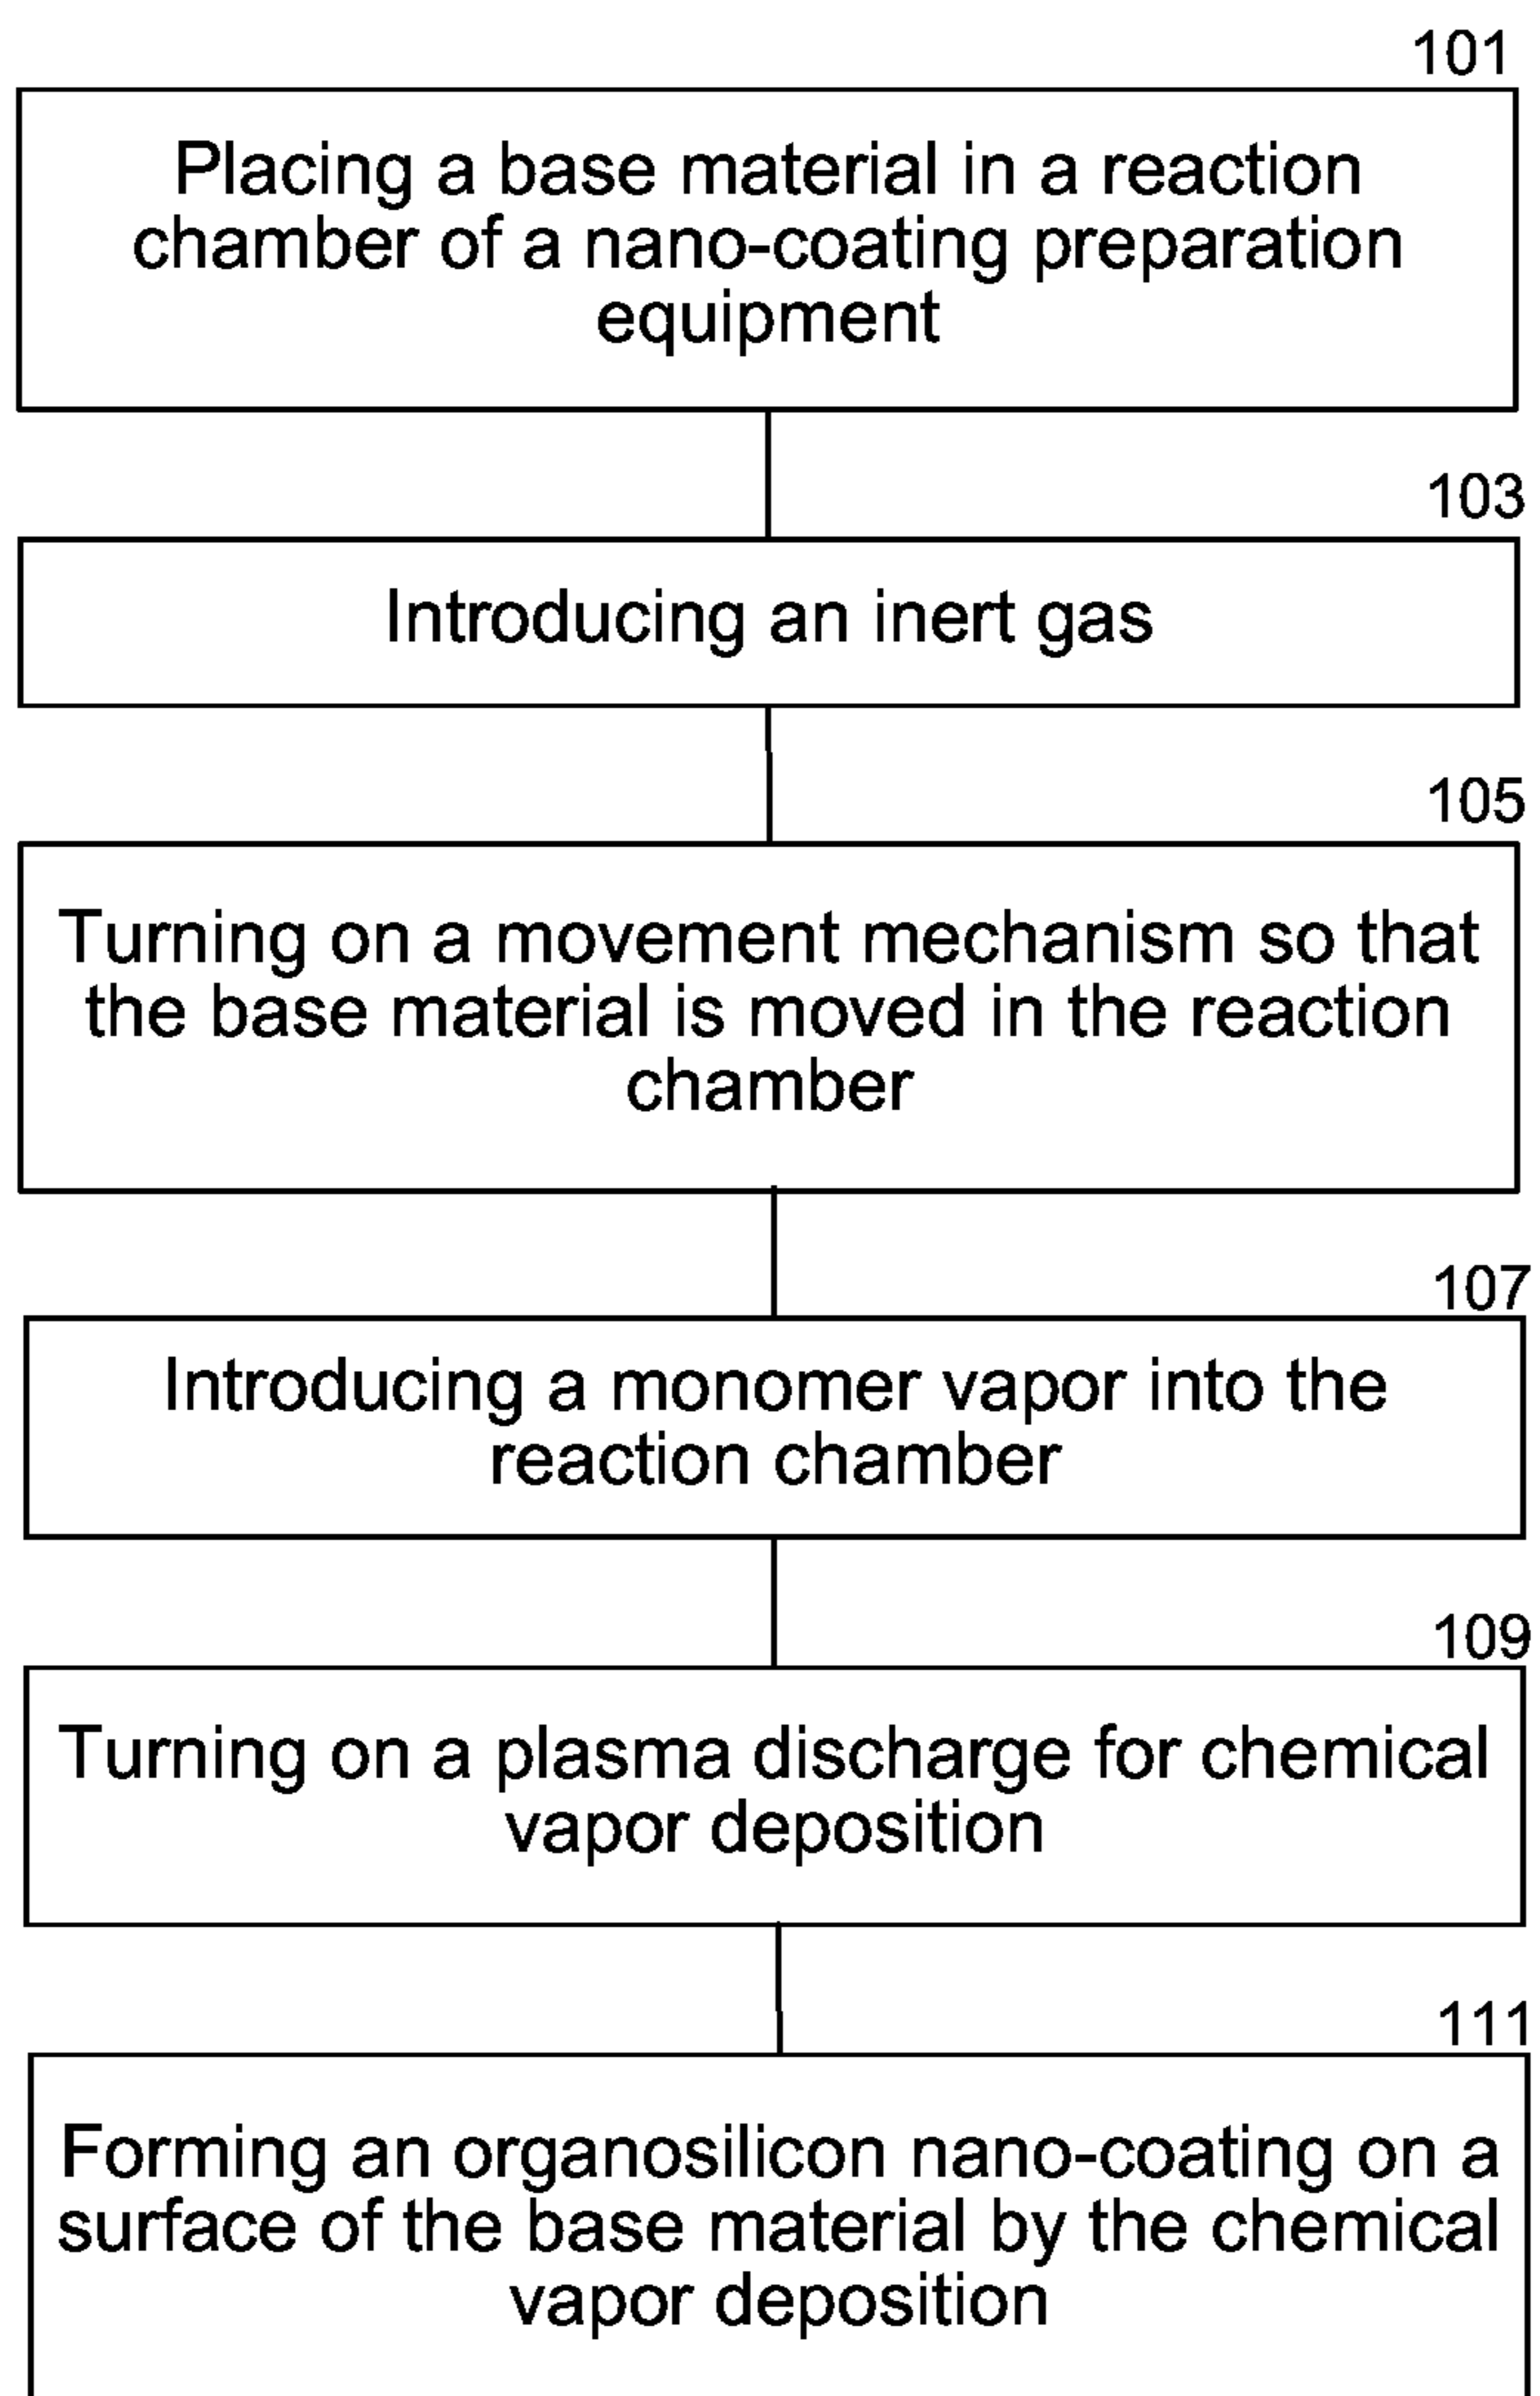 101
Placing a base material in a reaction
chamber of a nano-coating preparation
equipment
103
Introducing an inert gas
105
Turning on a movement mechanism so that
the base material is moved in the reaction
chamber
107
Introducing a monomer vapor into the
reaction chamber
109
Turning on a plasma discharge for chemical
vapor deposition
111
Forming an organosilicon nano-coating on a
surface of the base material by the chemical
vapor deposition